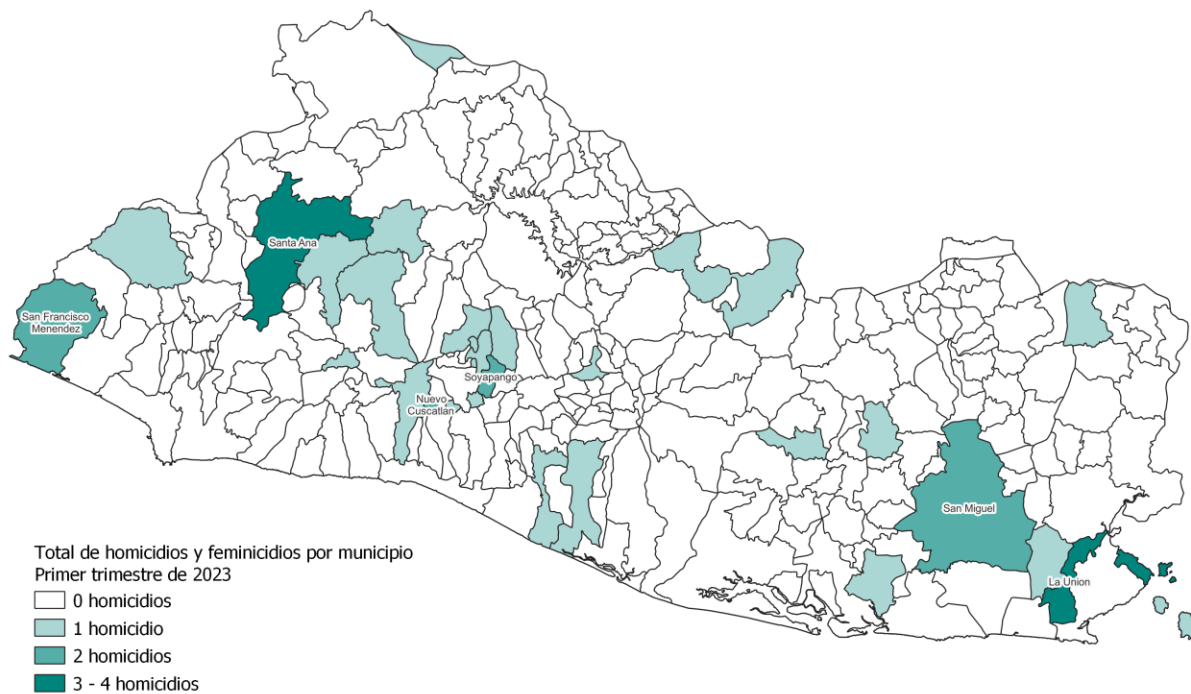 Santa Ana
San Francisco
Menendez
Soyapango
Nuevo
Cuscatlan
San Miguel
La Union
Total de homicidios y feminicidios por municipio
Primer trimestre de 2023
0 homicidios
1 homicidio
2 homicidios
3 - 4 homicidios